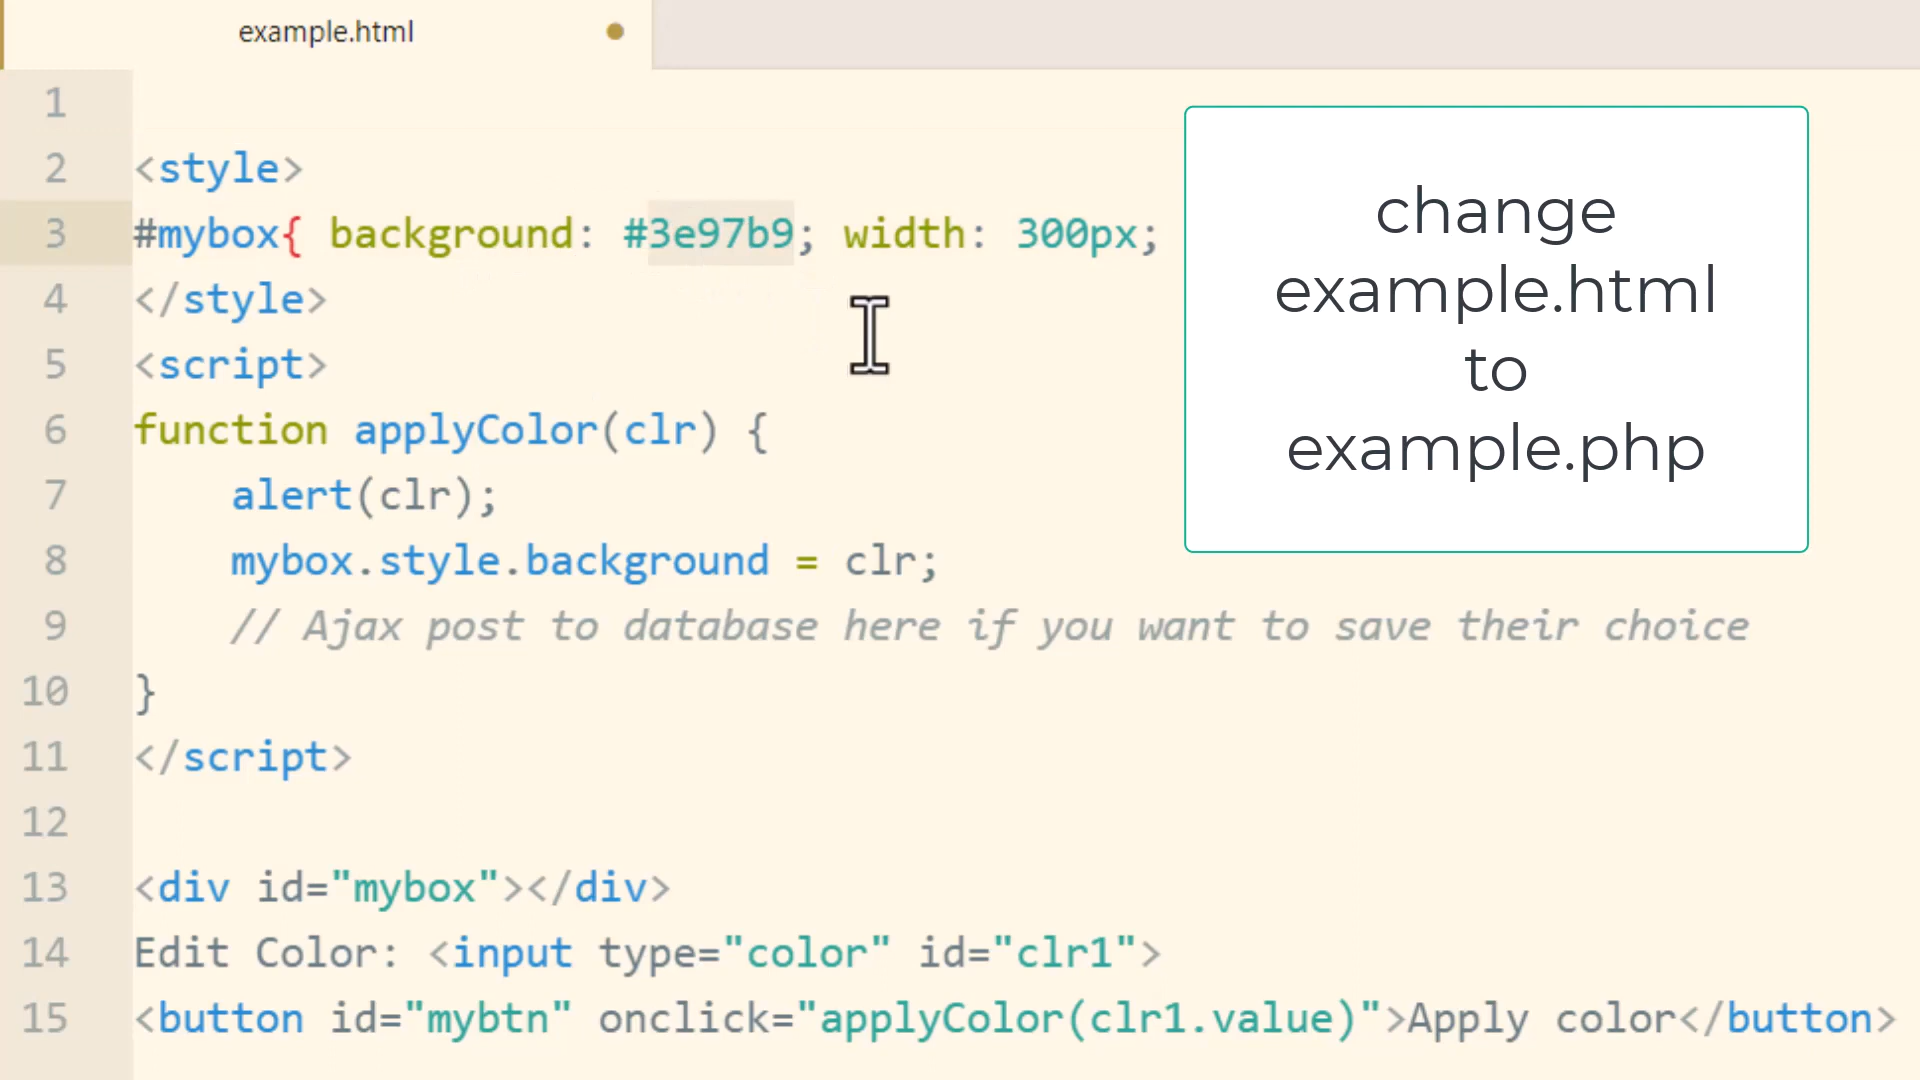 example.html
1
2 <style>
3 #mybox{ background: #3e97b9; width: 300px;
4 </style>
5 <script>
6 function applyColor(clr) {
7 alert(clr);
8 mybox.style.background = clr;
9 // Ajax post to database here if you want to save their choice
10 }
11 </script>
12
13 <div id="mybox"></div>
14 Edit Color: <input type="color" id="clr1">
15 <button id="mybtn" onclick="applyColor(clr1.value)">Apply color</button>
change
example.html
to
example.php